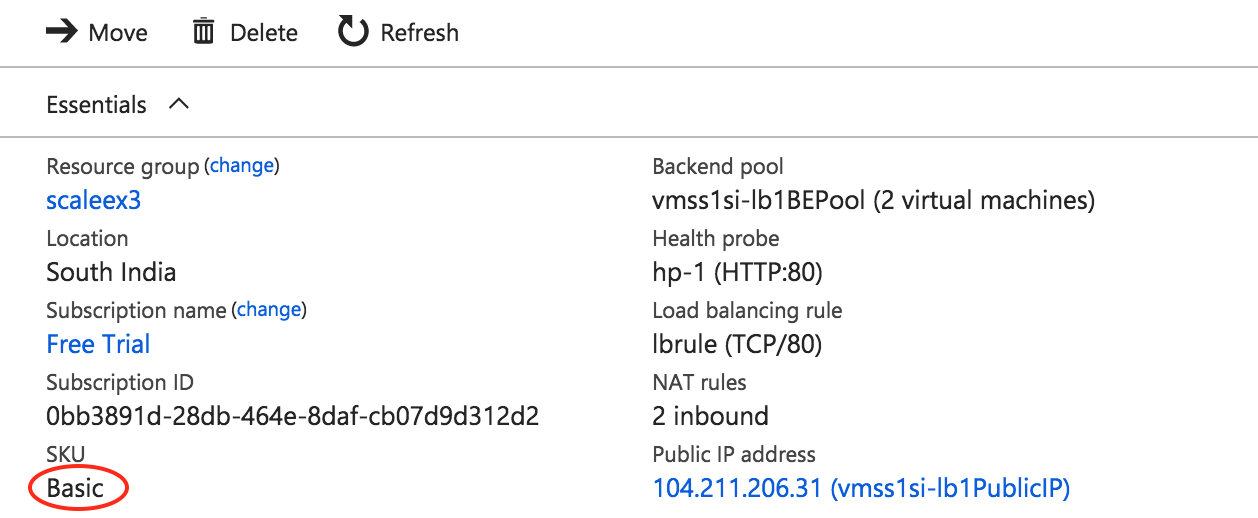 Move Delete Refresh
Essentials
Resource group (change)
scaleex3
Location
South India
Subscription name (change)
Free Trial
Subscription ID
0bb3891d-28db-464e-8daf-cb07d9d312d2
SKU
Basic
Backend pool
vmss1si-lb1BEPool (2 virtual machines)
Health probe
hp-1 (HTTP:80)
Load balancing rule
lbrule (TCP/80)
NAT rules
2 inbound
Public IP address
104.211.206.31 (vmss1si-lb1PublicIP)